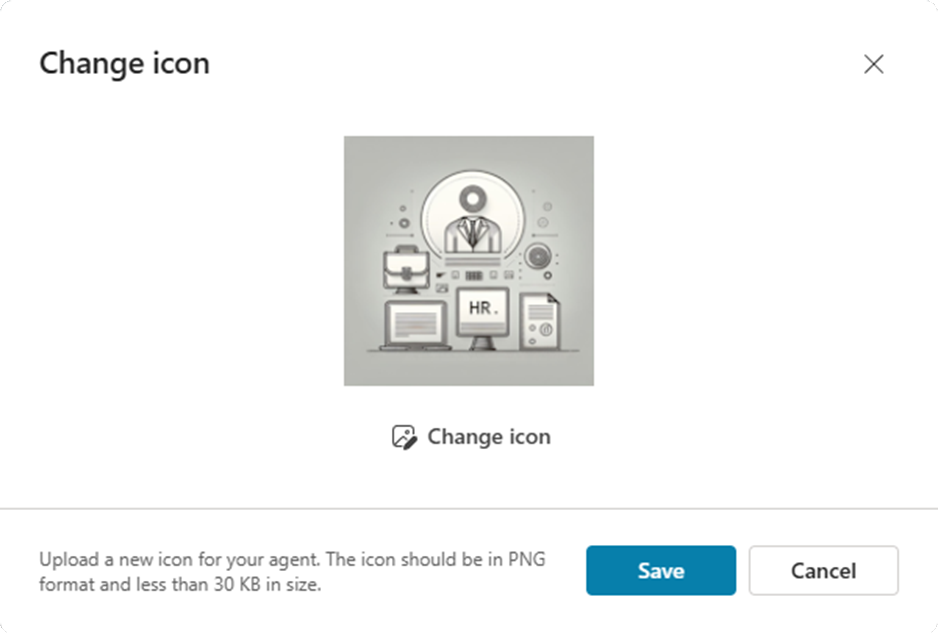 Change icon
HR.
Change icon
Upload a new icon for your agent. The icon should be in PNG
format and less than 30 KB in size.
Save
Cancel